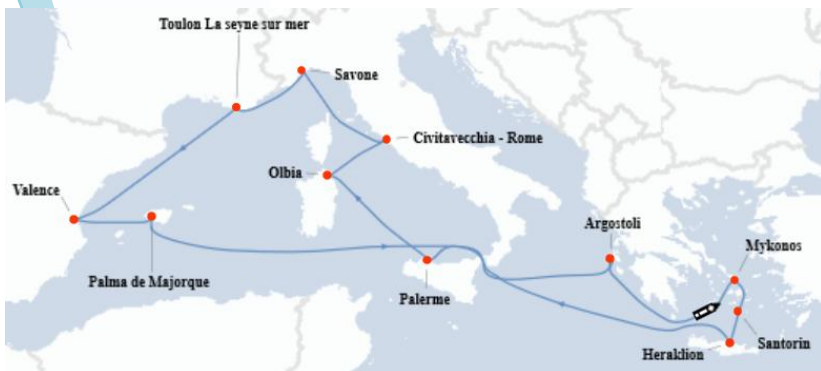 Toulon La seyne sur mer
Savone
Civitavecchia - Rome
Olbia
Valence
Argostoli
Mykonos
Palma de Majorque
Palerme
Santorin
Heraklion